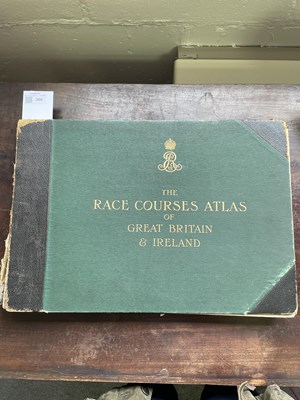 THE
RACE COURSES ATLAS
OF
GREAT BRITAIN
& IRELAND